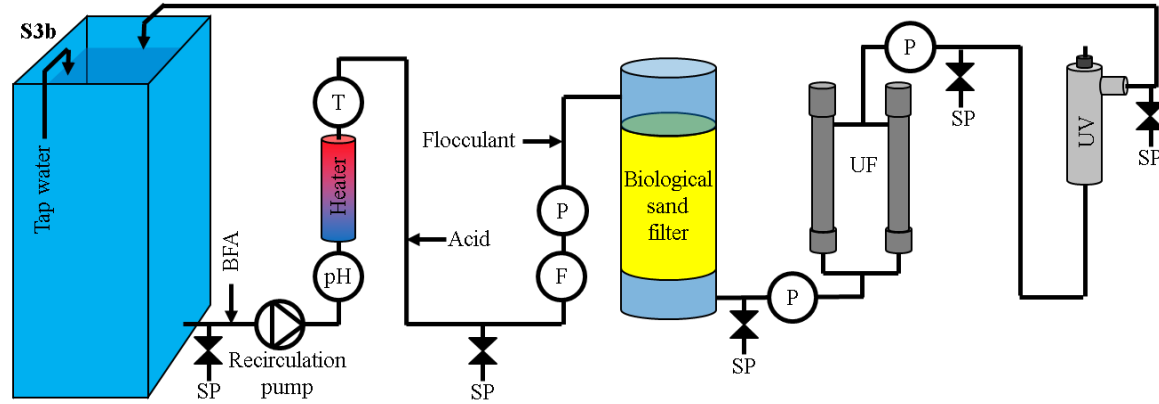 S3b
Tap water
SP
BFA
Recirculation
pump
pH
Heater
T
Acid
SP
F
P
Flocculant
Biological
sand
filter
SP
P
UF
P
SP
UV
SP